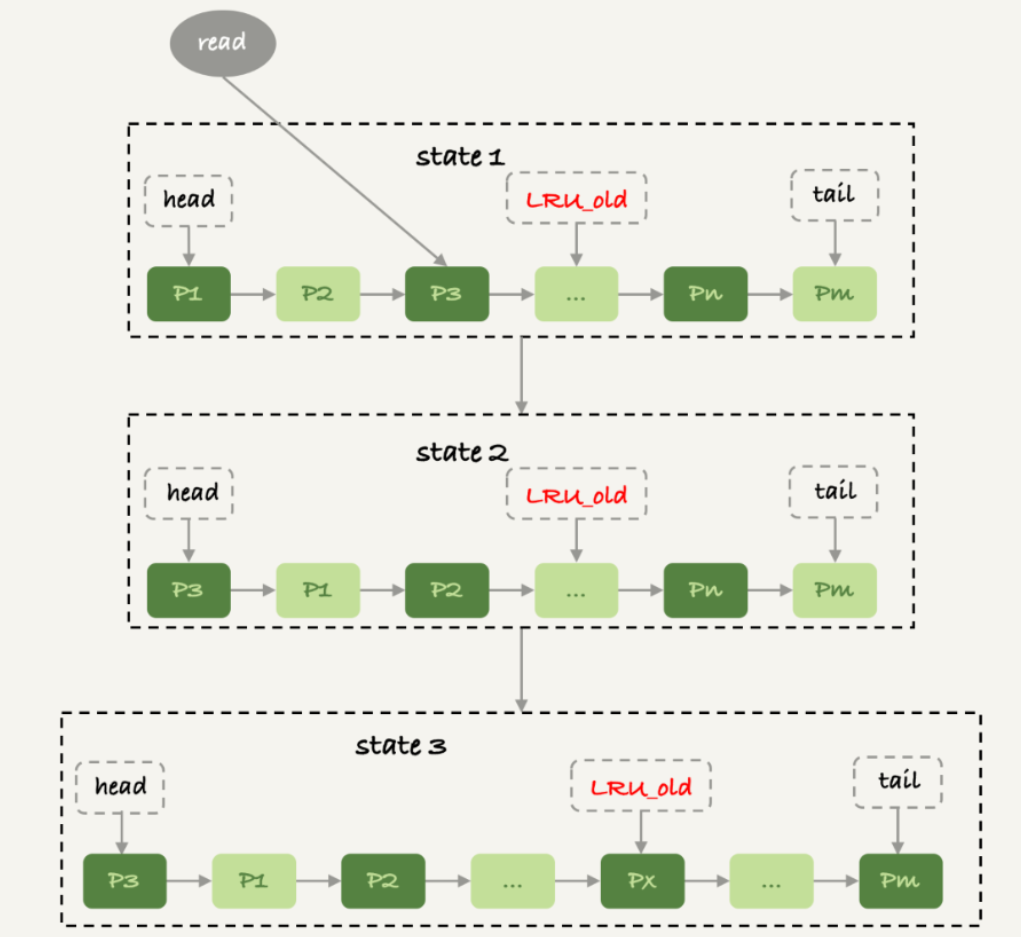 read
state 1
head
LRU_old
tail
P1 P2 P3 ... Pn Pm
state 2
head
LRU_old
tail
P3 P1 P2 ... Pn Pm
state 3
head
LRU_old
tail
P3 P1 P2 ... Px ... Pm